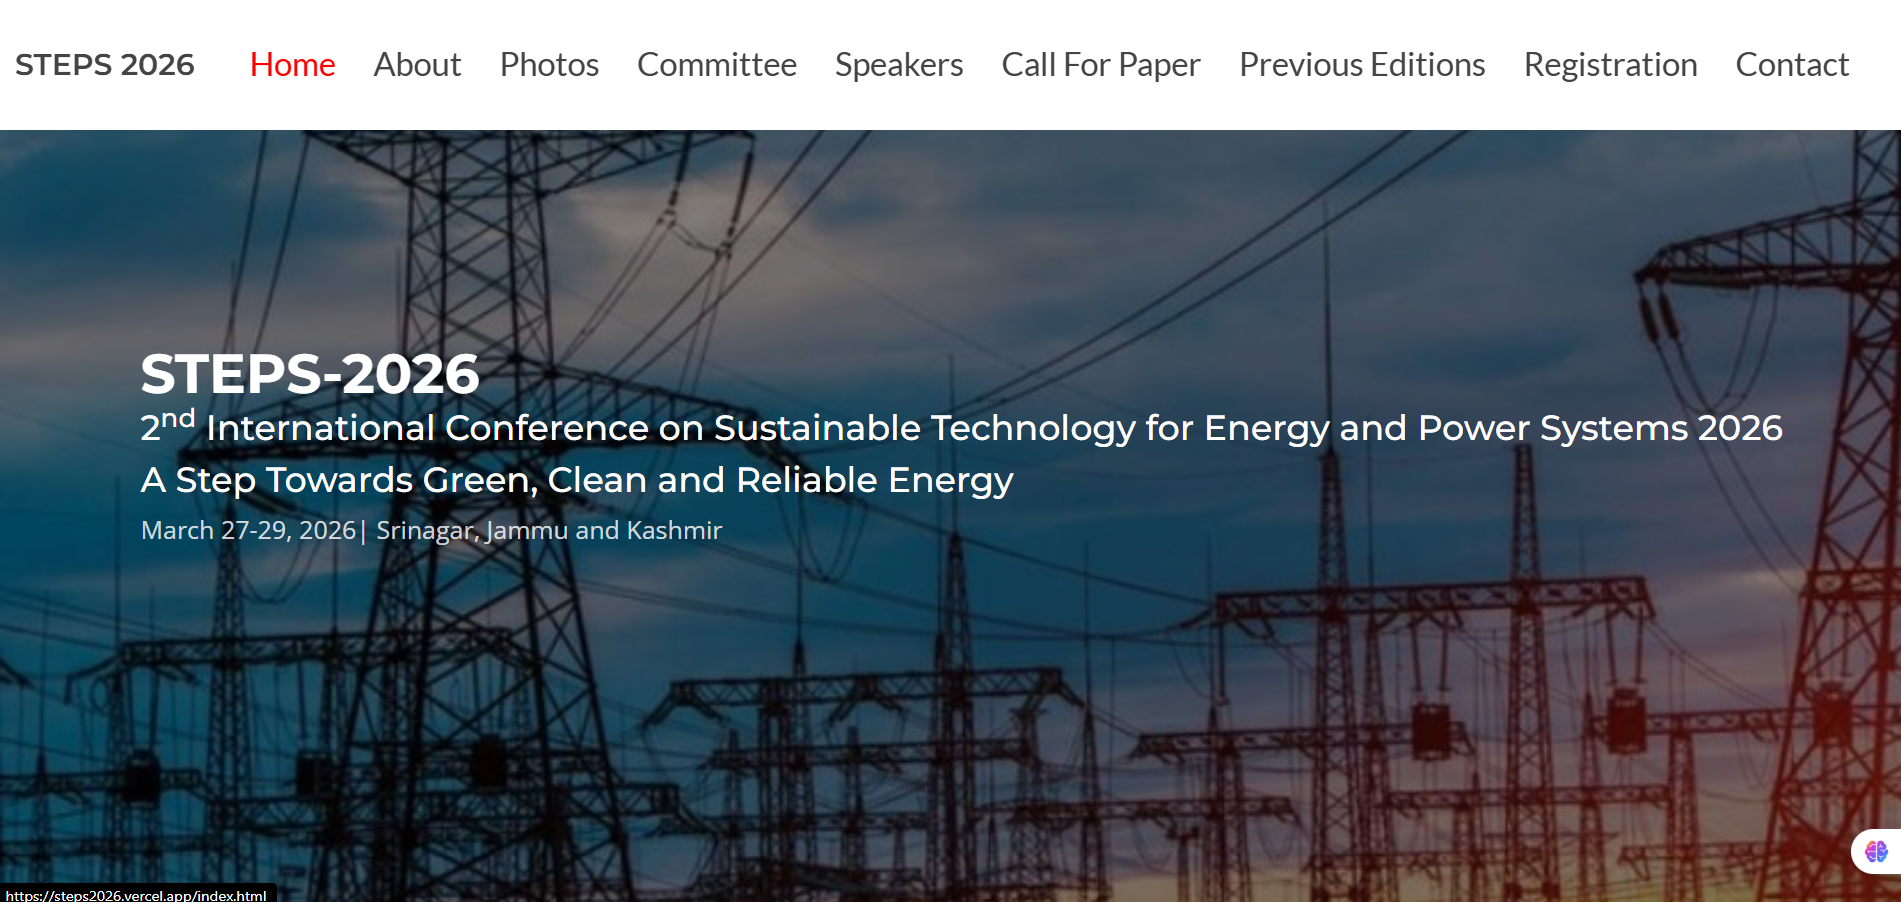 STEPS 2026 Home About Photos Committee Speakers Call For Paper Previous Editions Registration Contact
STEPS-2026
2nd International Conference on Sustainable Technology for Energy and Power Systems 2026
A Step Towards Green, Clean and Reliable Energy
March 27-29, 2026| Srinagar, Jammu and Kashmir
https://steps2026.vercel.app/index.html